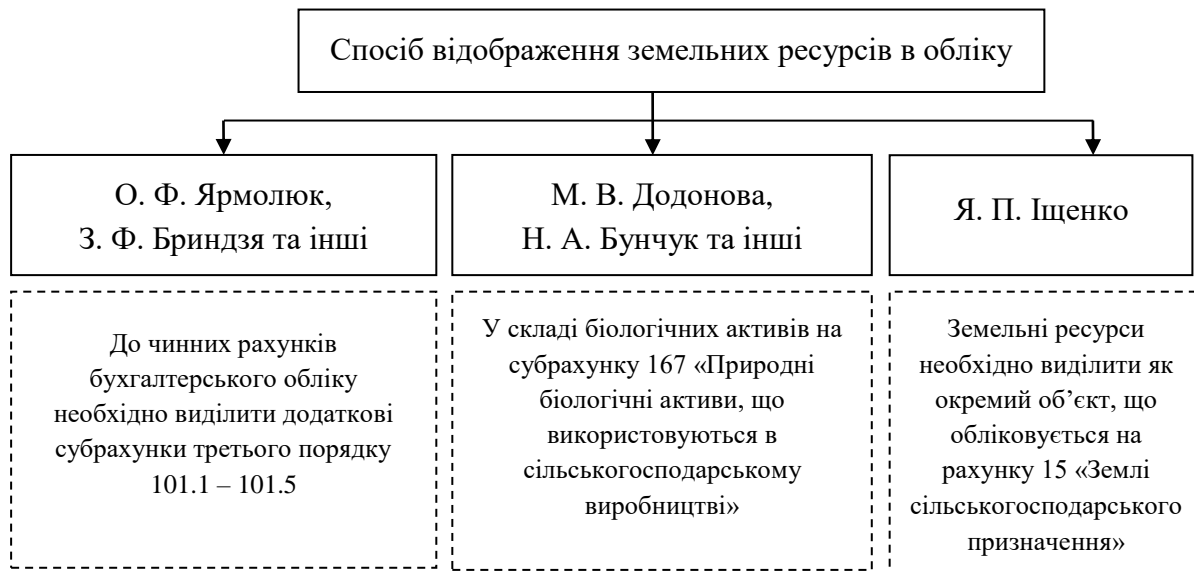 Спосіб відображення земельних ресурсів в обліку
О. Ф. Ярмолюк,
З. Ф. Бриндзя та інші
М. В. Додонова,
Н. А. Бунчук та інші
Я. П. Іщенко
До чинних рахунків
бухгалтерського обліку
необхідно виділити додаткові
субрахунки третього порядку
101.1 – 101.5
У складі біологічних активів на
субрахунку 167 «Природні
біологічні активи, що
використовуються в
сільськогосподарському
виробництві»
Земельні ресурси
необхідно виділити як
окремий об’єкт, що
обліковується на
рахунку 15 «Землі
сільськогосподарського
призначення»